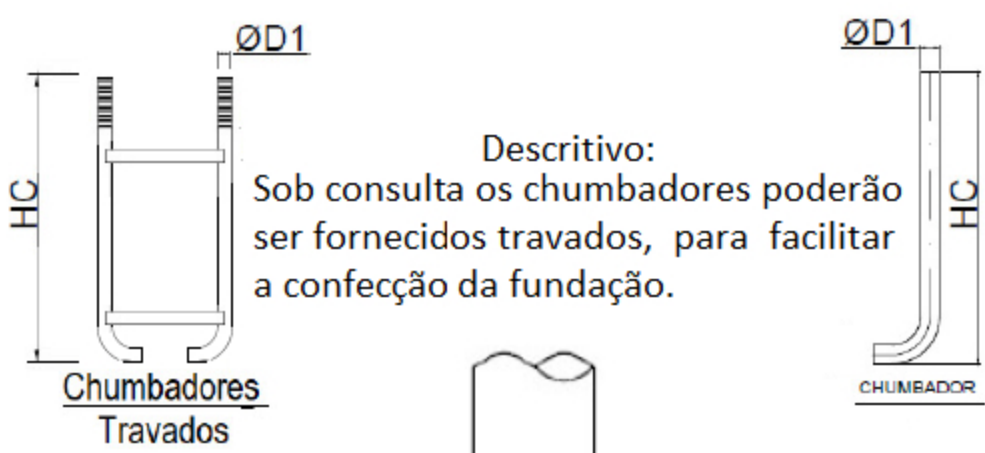 ØD1
ØD1
HC
HC
Descritivo:
Sob consulta os chumbadores poderão
ser fornecidos travados, para facilitar
a confecção da fundação.
Chumbadores
Travados
CHUMBADOR